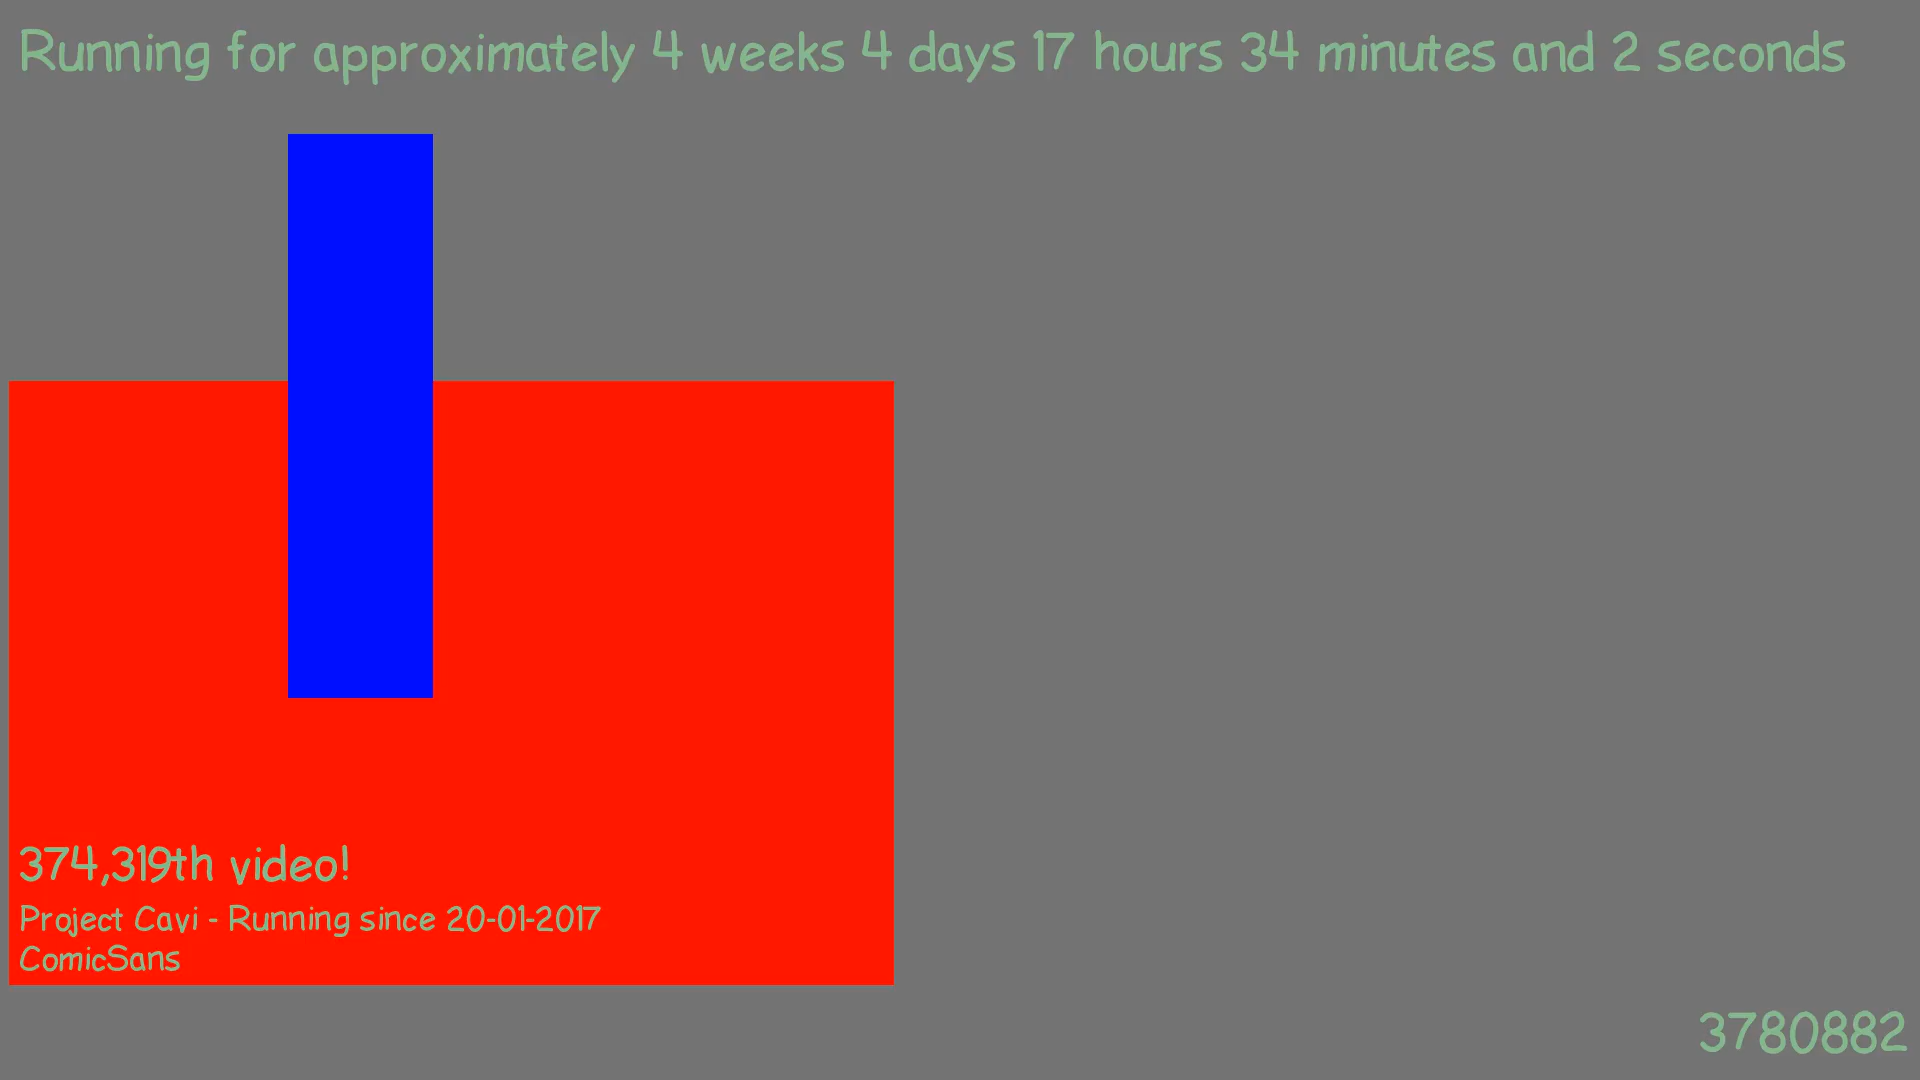 Running for approximately 4 weeks 4 days 17 hours 34 minutes and 2 seconds
374,319th video!
Project Cavi - Running since 20-01-2017
ComicSans
3780882